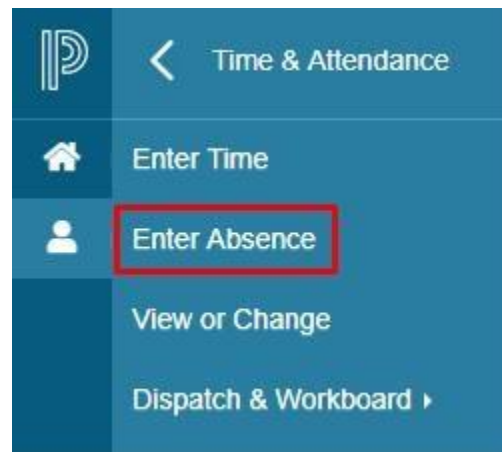 Time & Attendance
Enter Time
Enter Absence
View or Change
Dispatch & Workboard